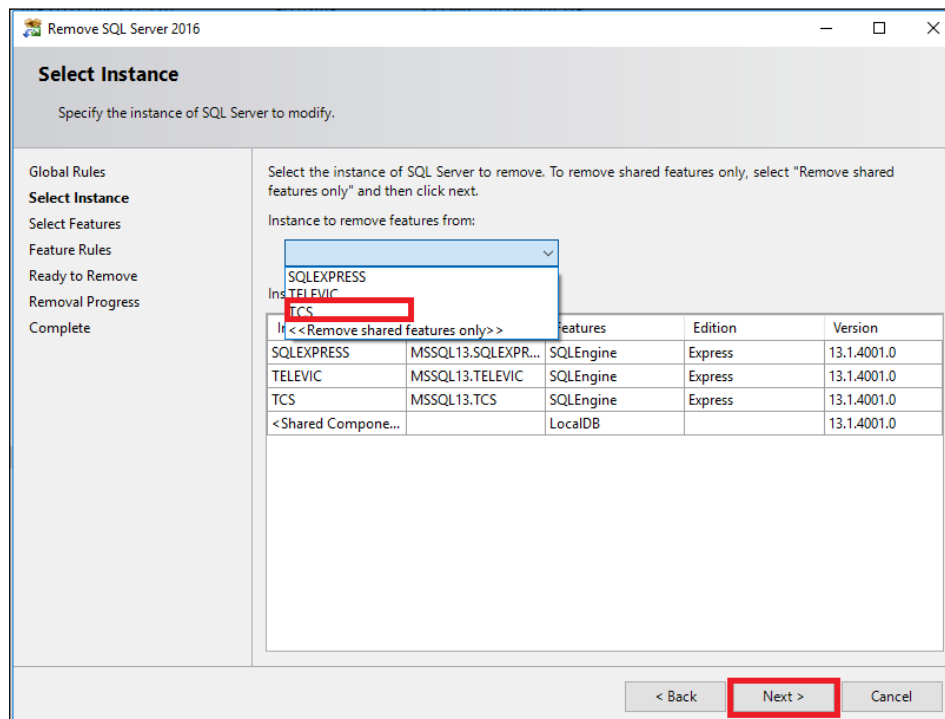 Remove SQL Server 2016
Select Instance
Specify the instance of SQL Server to modify.
Global Rules
Select Instance
Select Features
Feature Rules
Ready to Remove
Removal Progress
Complete
Select the instance of SQL Server to remove. To remove shared features only, select "Remove shared
features only" and then click next.
Instance to remove features from:
SQLEXPRESS
TELEVIC
TCS
<<Remove shared features only>>
Features Edition Version
SQLEXPRESS MSSQL13.SQLEXPR... SQLEngine Express 13.1.4001.0
TELEVIC MSSQL13.TELEVIC SQLEngine Express 13.1.4001.0
TCS MSSQL13.TCS SQLEngine Express 13.1.4001.0
<Shared Compone... LocalDB 13.1.4001.0
< Back Next > Cancel